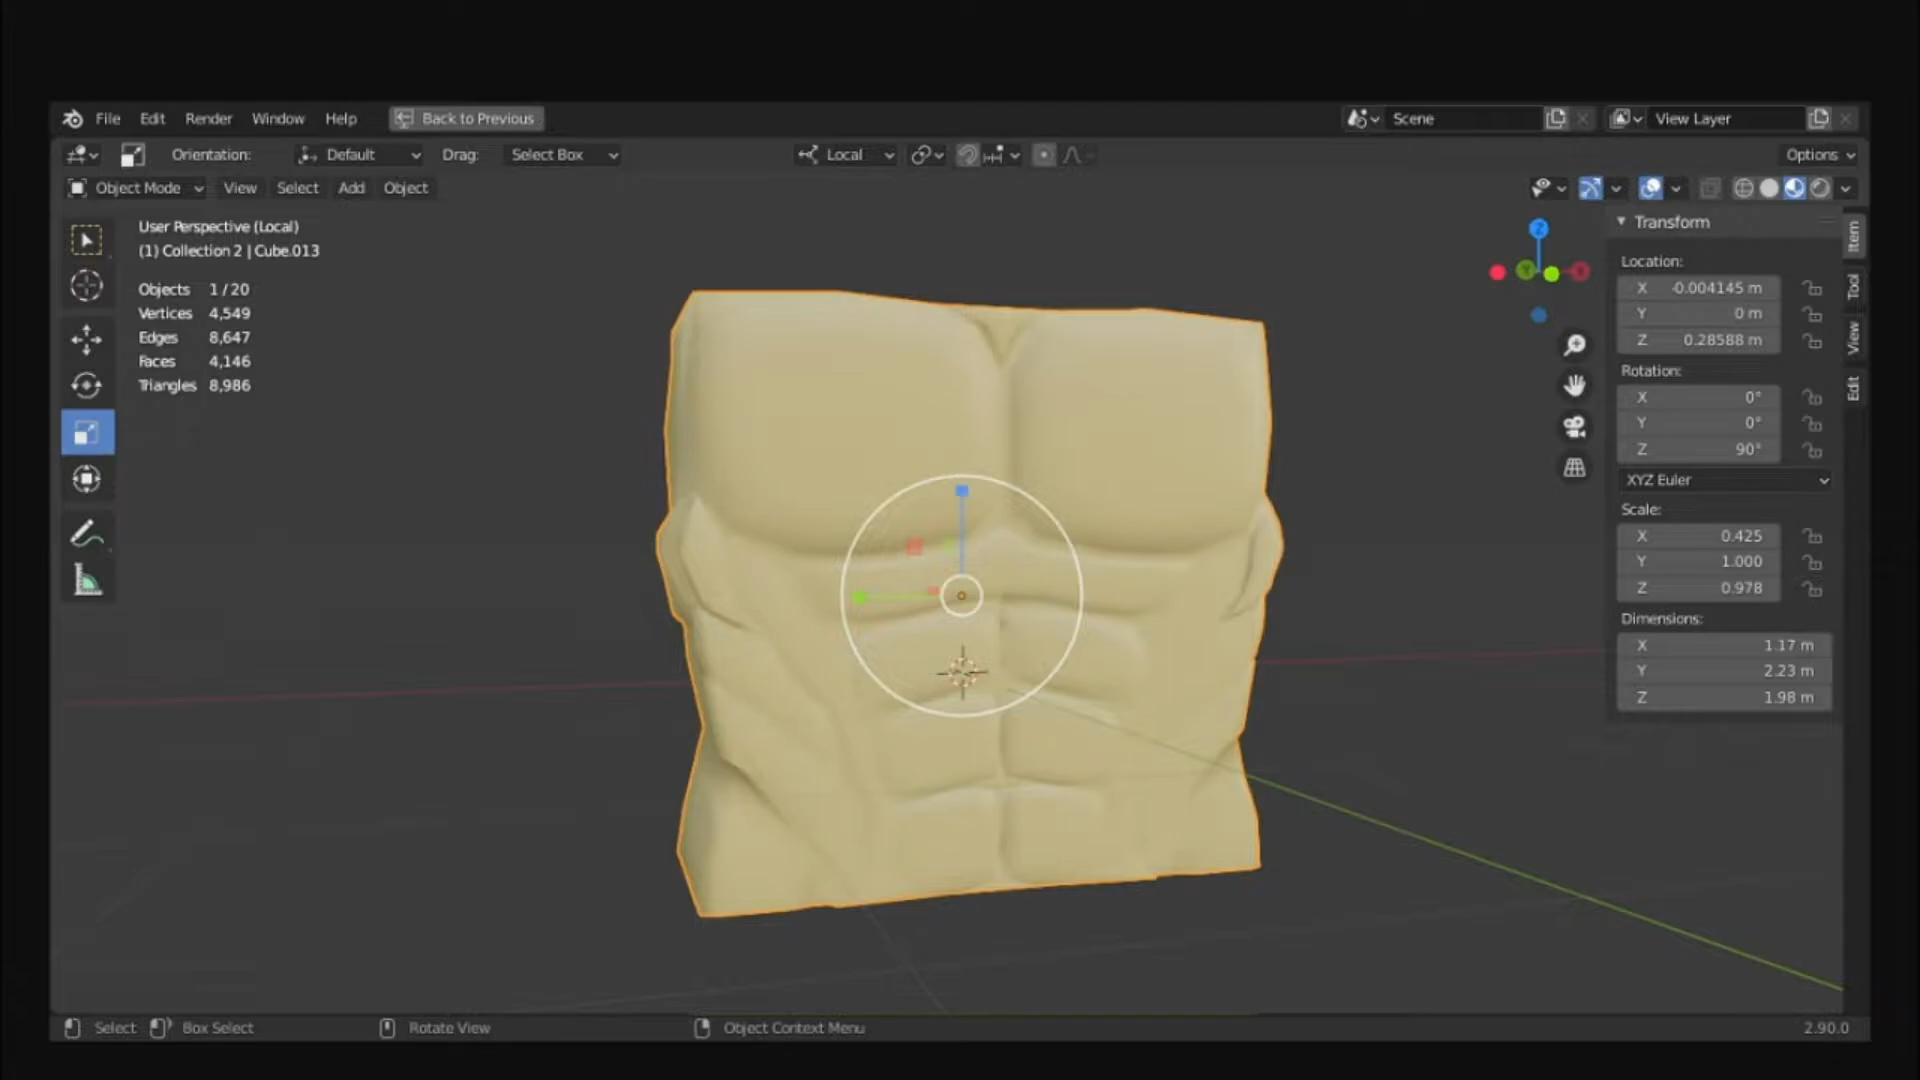 File Edit Render Window Help Back to Previous Scene View Layer
Orientation: Default Drag: Select Box Local Options
Object Mode View Select Add Object
User Perspective (Local)
(1) Collection 2 | Cube.013
Objects 1 / 20
Vertices 4,549
Edges 8,647
Faces 4,146
Triangles 8,986
Z
Y
X
Transform
Location:
X -0.004145 m
Y 0 m
Z 0.28588 m
Rotation:
X 0°
Y 0°
Z 90°
XYZ Euler
Scale:
X 0.425
Y 1.000
Z 0.978
Dimensions:
X 1.17 m
Y 2.23 m
Z 1.98 m
Item
Tool
View
Edit
Select Box Select Rotate View Object Context Menu 2.90.0